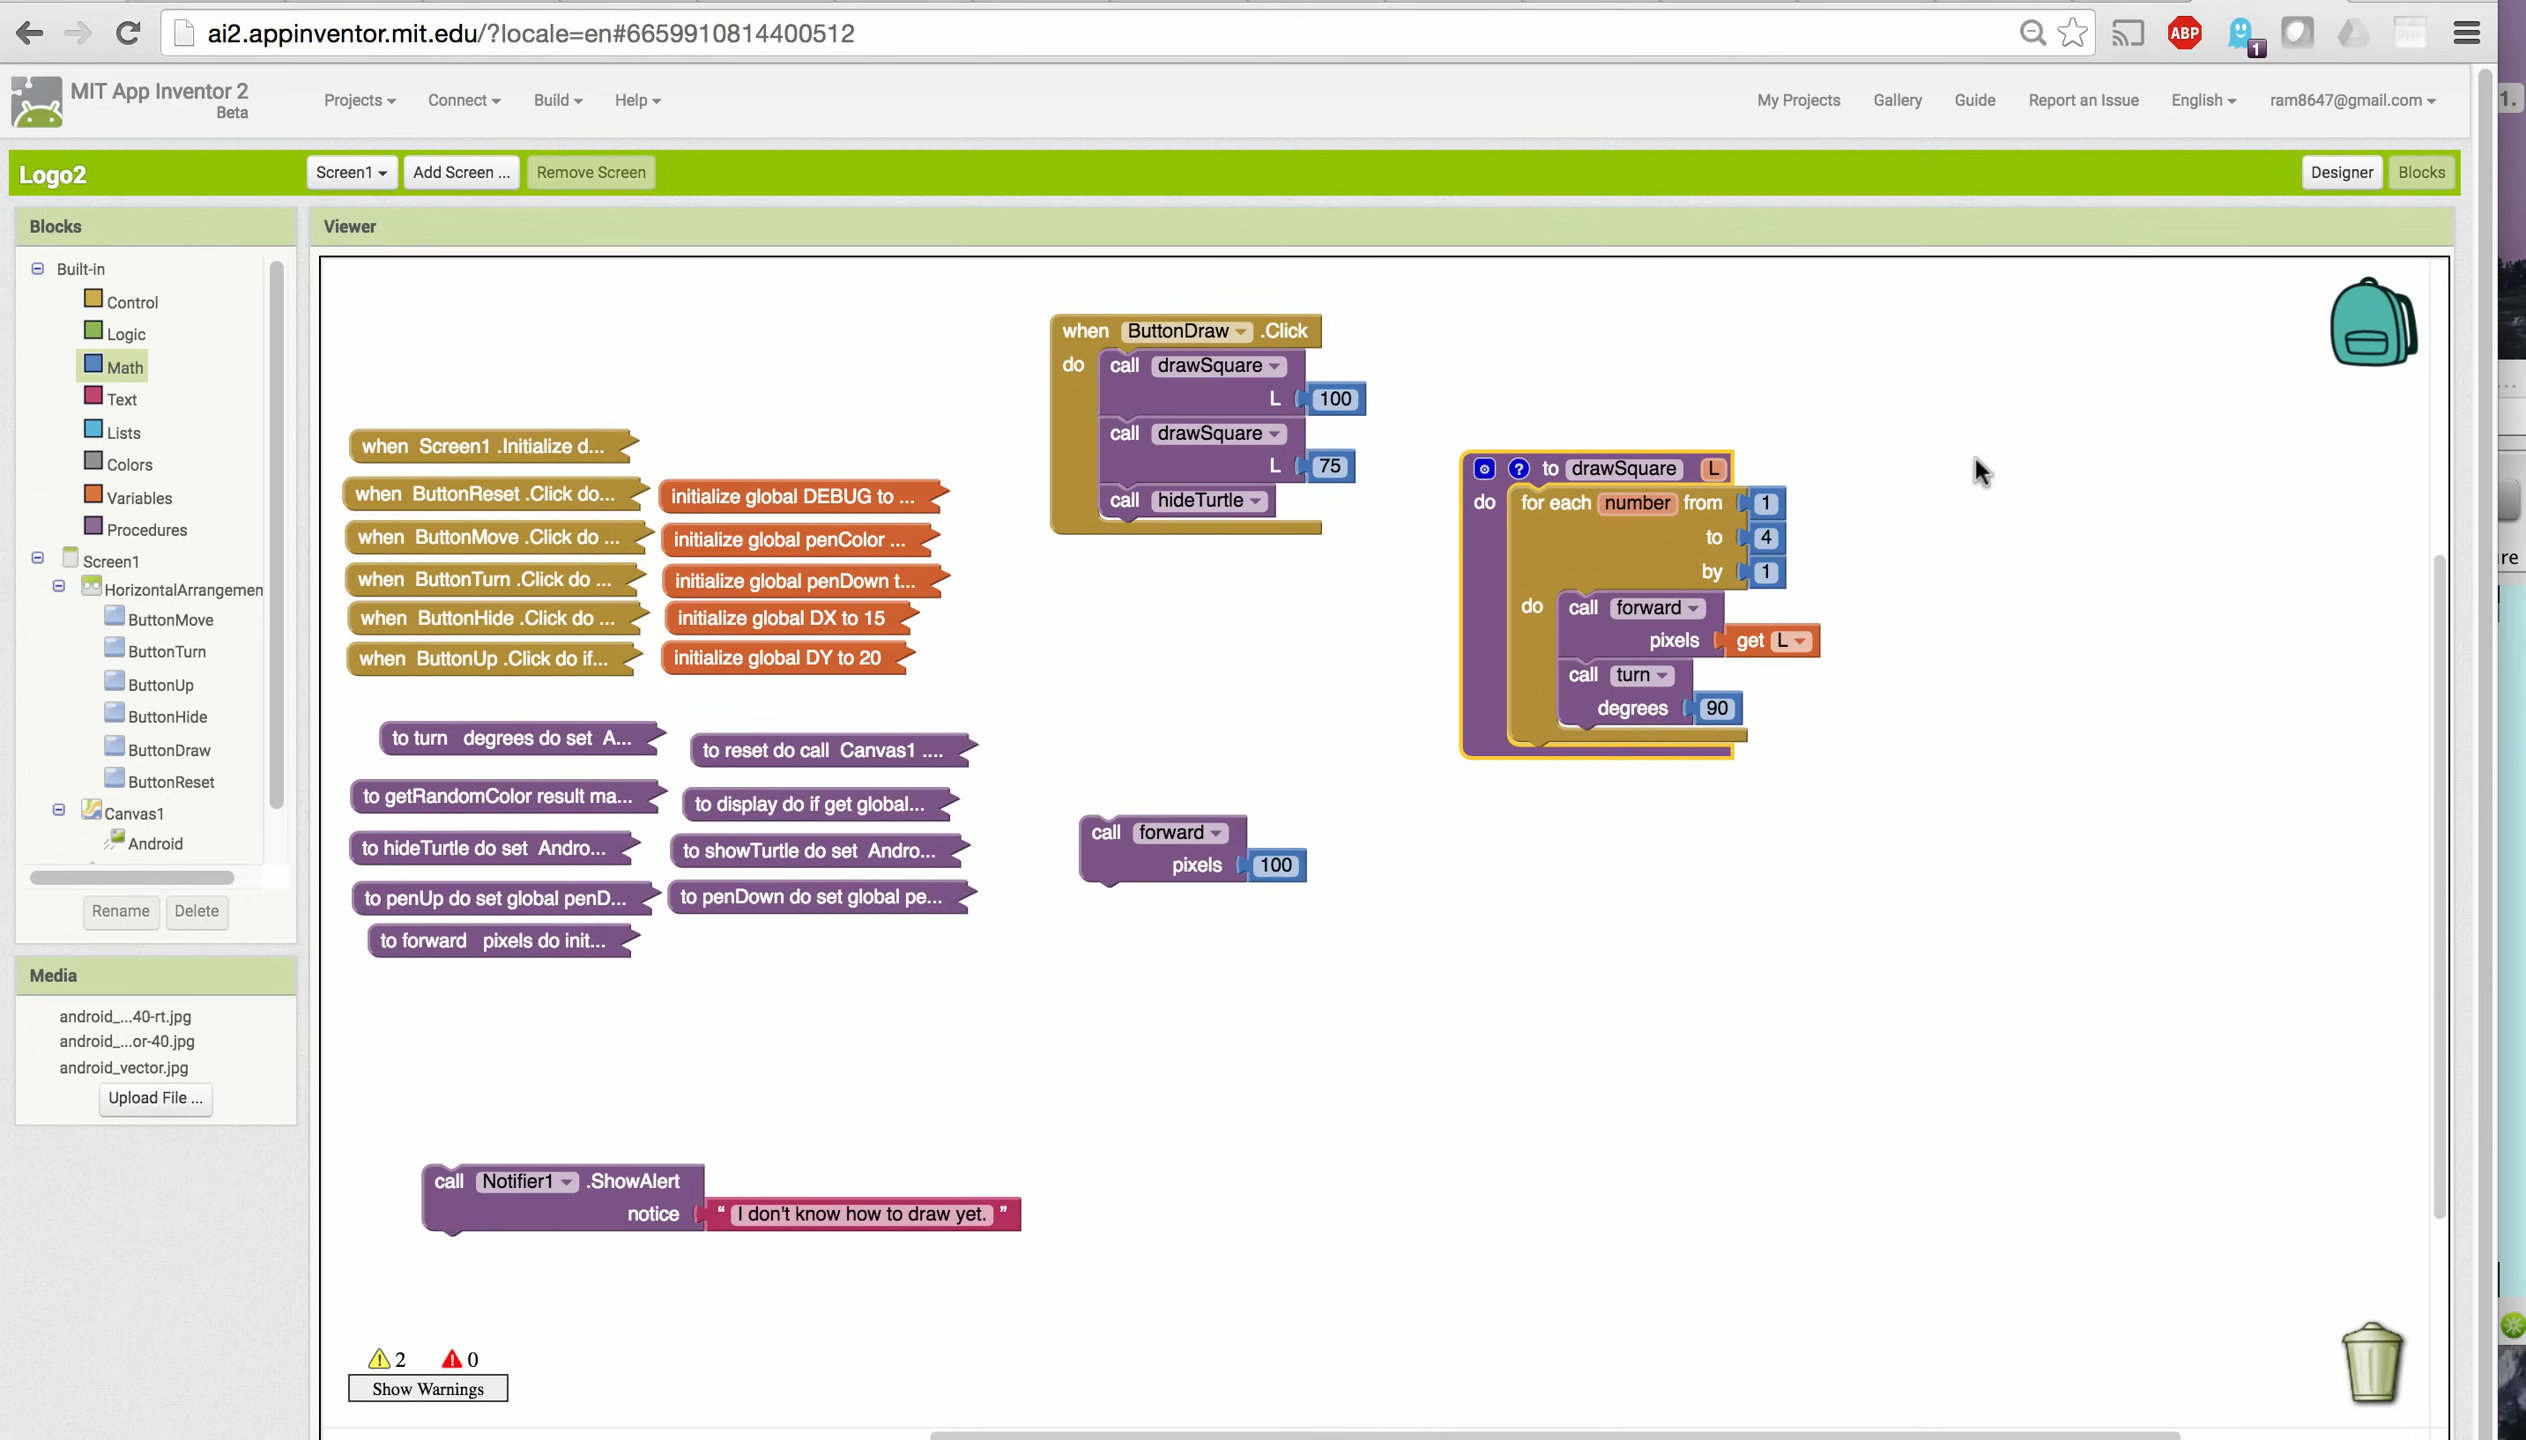 ai2.appinventor.mit.edu/?locale=en#6659910814400512
ABP
1
MIT App Inventor 2
Beta
Projects
Connect
Build
Help
My Projects
Gallery
Guide
Report an Issue
English
ram8647@gmail.com
1.
Logo2
Screen1
Add Screen ...
Remove Screen
Designer
Blocks
Blocks
Built-in
Control
Logic
Math
Text
Lists
Colors
Variables
Procedures
Screen1
HorizontalArrangemen
ButtonMove
ButtonTurn
ButtonUp
ButtonHide
ButtonDraw
ButtonReset
Canvas1
Android
Rename
Delete
Media
android_...40-rt.jpg
android_...or-40.jpg
android_vector.jpg
Upload File ...
Viewer
when Screen1 .Initialize d...
when ButtonReset .Click do...
when ButtonMove .Click do ...
when ButtonTurn .Click do ...
when ButtonHide .Click do ...
when ButtonUp .Click do if...
initialize global DEBUG to ...
initialize global penColor ...
initialize global penDown t...
initialize global DX to 15
initialize global DY to 20
to turn degrees do set A...
to reset do call Canvas1 ....
to getRandomColor result ma...
to display do if get global...
to hideTurtle do set Andro...
to showTurtle do set Andro...
to penUp do set global penD...
to penDown do set global pe...
to forward pixels do init...
when ButtonDraw .Click
do call drawSquare
L 100
call drawSquare
L 75
call hideTurtle
? to drawSquare L
do for each number from 1
to 4
by 1
do call forward
pixels get L
call turn
degrees 90
call forward
pixels 100
call Notifier1 .ShowAlert
notice " I don't know how to draw yet. "
2 0
Show Warnings
re